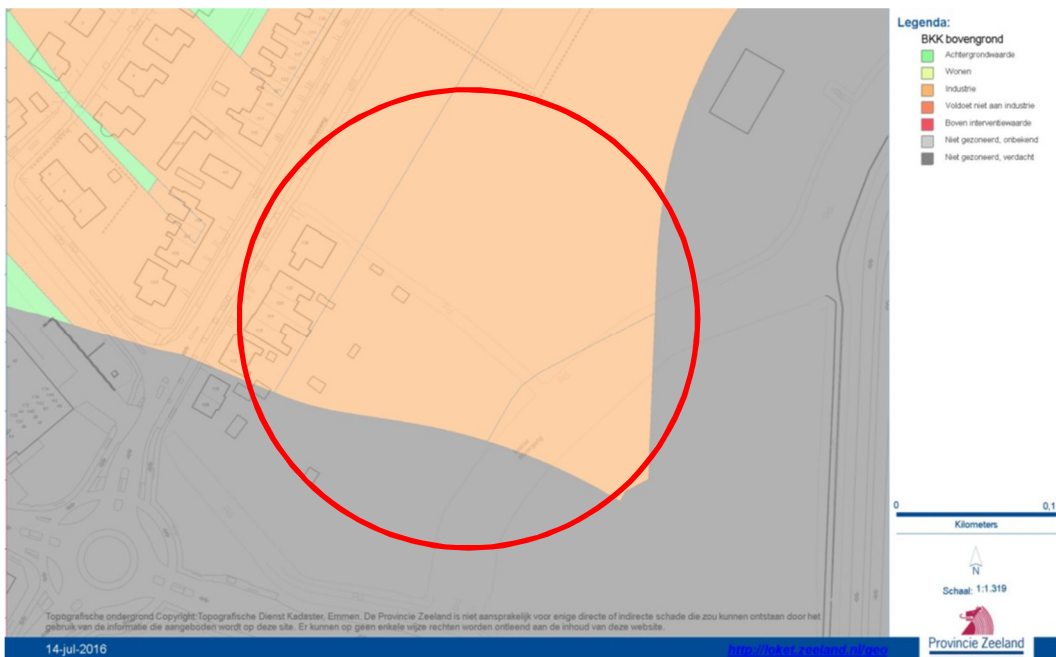 Legenda:
BKK bovengrond
Achtergrondwaarde
Wonen
Industrie
Voldoet niet aan industrie
Boven interventiewaarde
Niet gezoneerd, onbekend
Niet gezoneerd, verdacht
0 0,1
Kilometers
N
Schaal: 1:1.319
Provincie Zeeland
Topografische ondergrond Copyright:Topografische Dienst Kadaster, Emmen. De Provincie Zeeland is niet aansprakelijk voor enige directe of indirecte schade die zou kunnen ontstaan door het
gebruik van de informatie die aangeboden wordt op deze site. Er kunnen op geen enkele wijze rechten worden ontleend aan de inhoud van deze website.
14-jul-2016
http://loket.zeeland.nl/geo